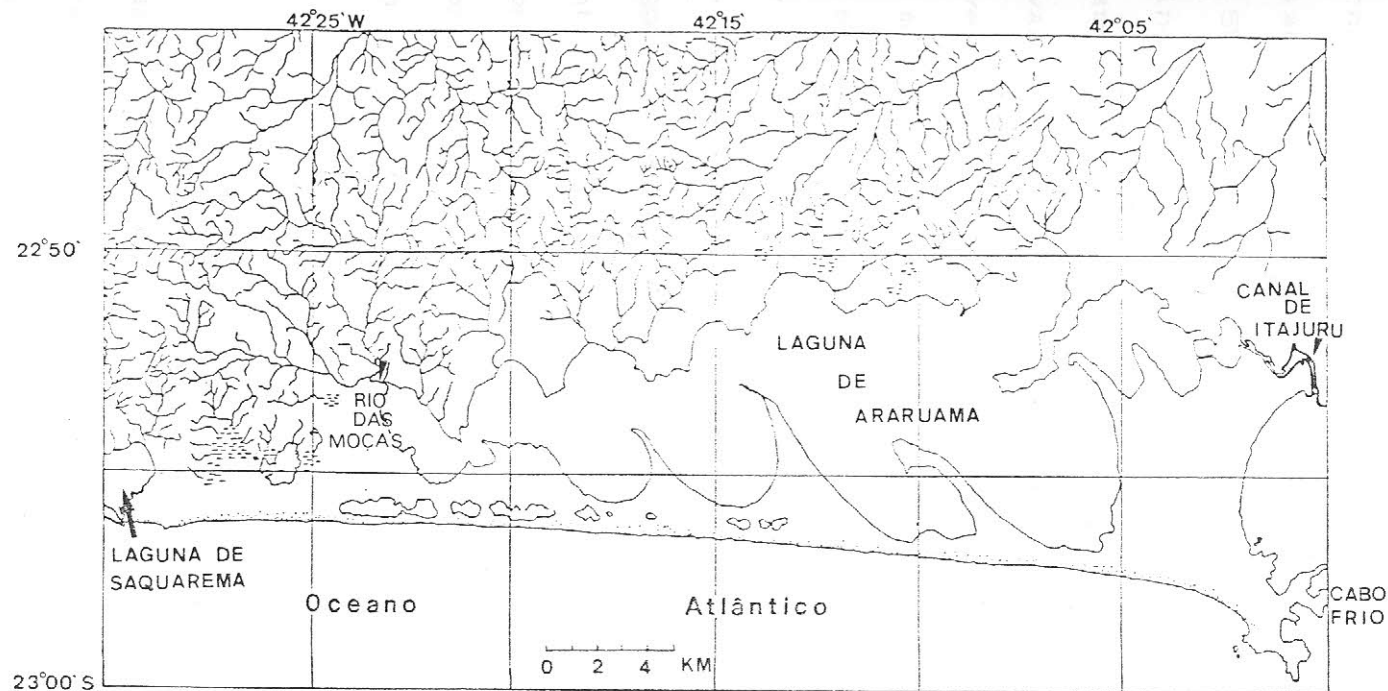 42°25' W
42°15'
42°05'
22°50'
CANAL
DE
ITAJURU
LAGUNA
DE
ARARUAMA
RIO
DAS
MOÇAS
LAGUNA DE
SAQUAREMA
Oceano Atlântico
CABO
FRIO
0 2 4 KM
23°00' S